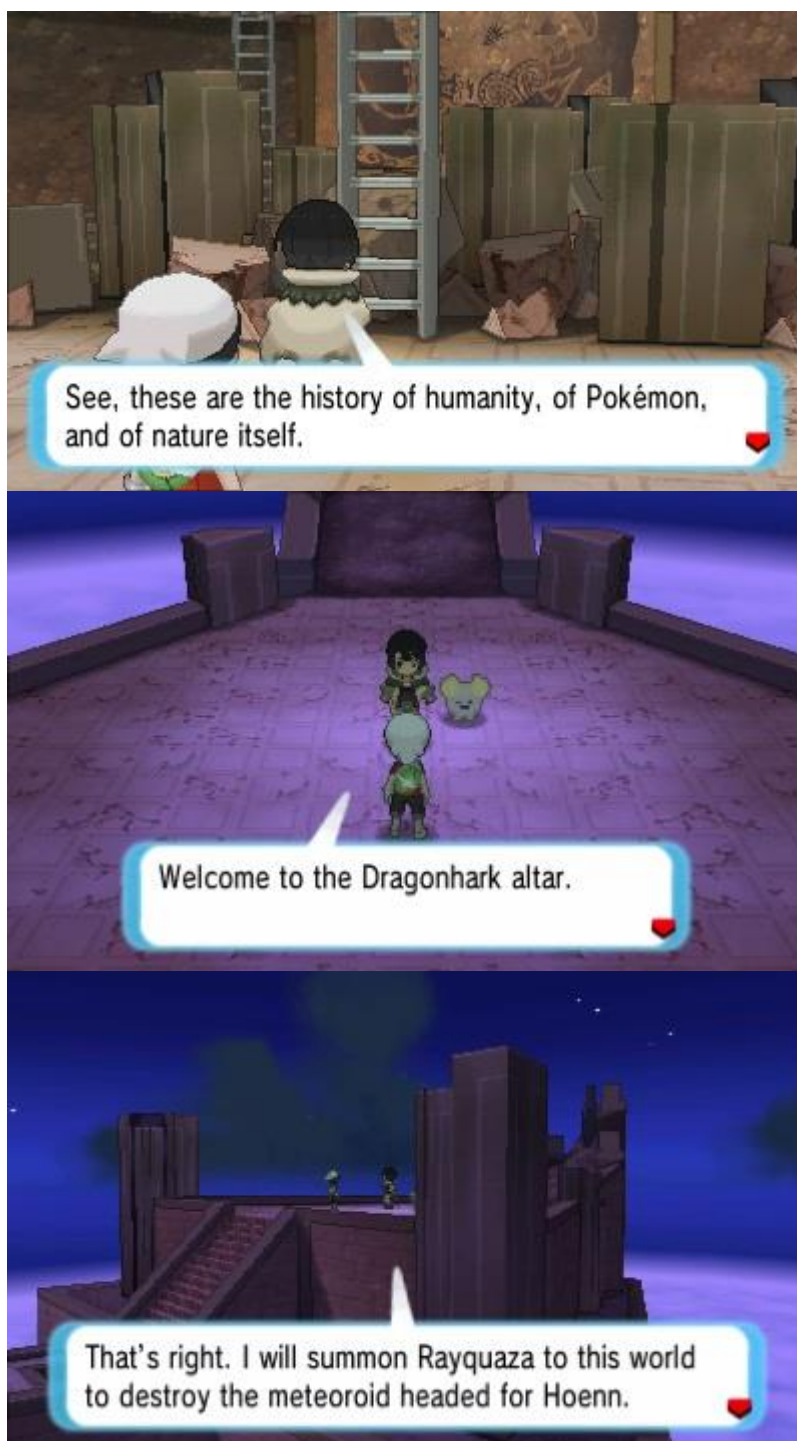 See, these are the history of humanity, of Pokémon,
and of nature itself.
Welcome to the Dragonhark altar.
That's right. I will summon Rayquaza to this world
to destroy the meteoroid headed for Hoenn.